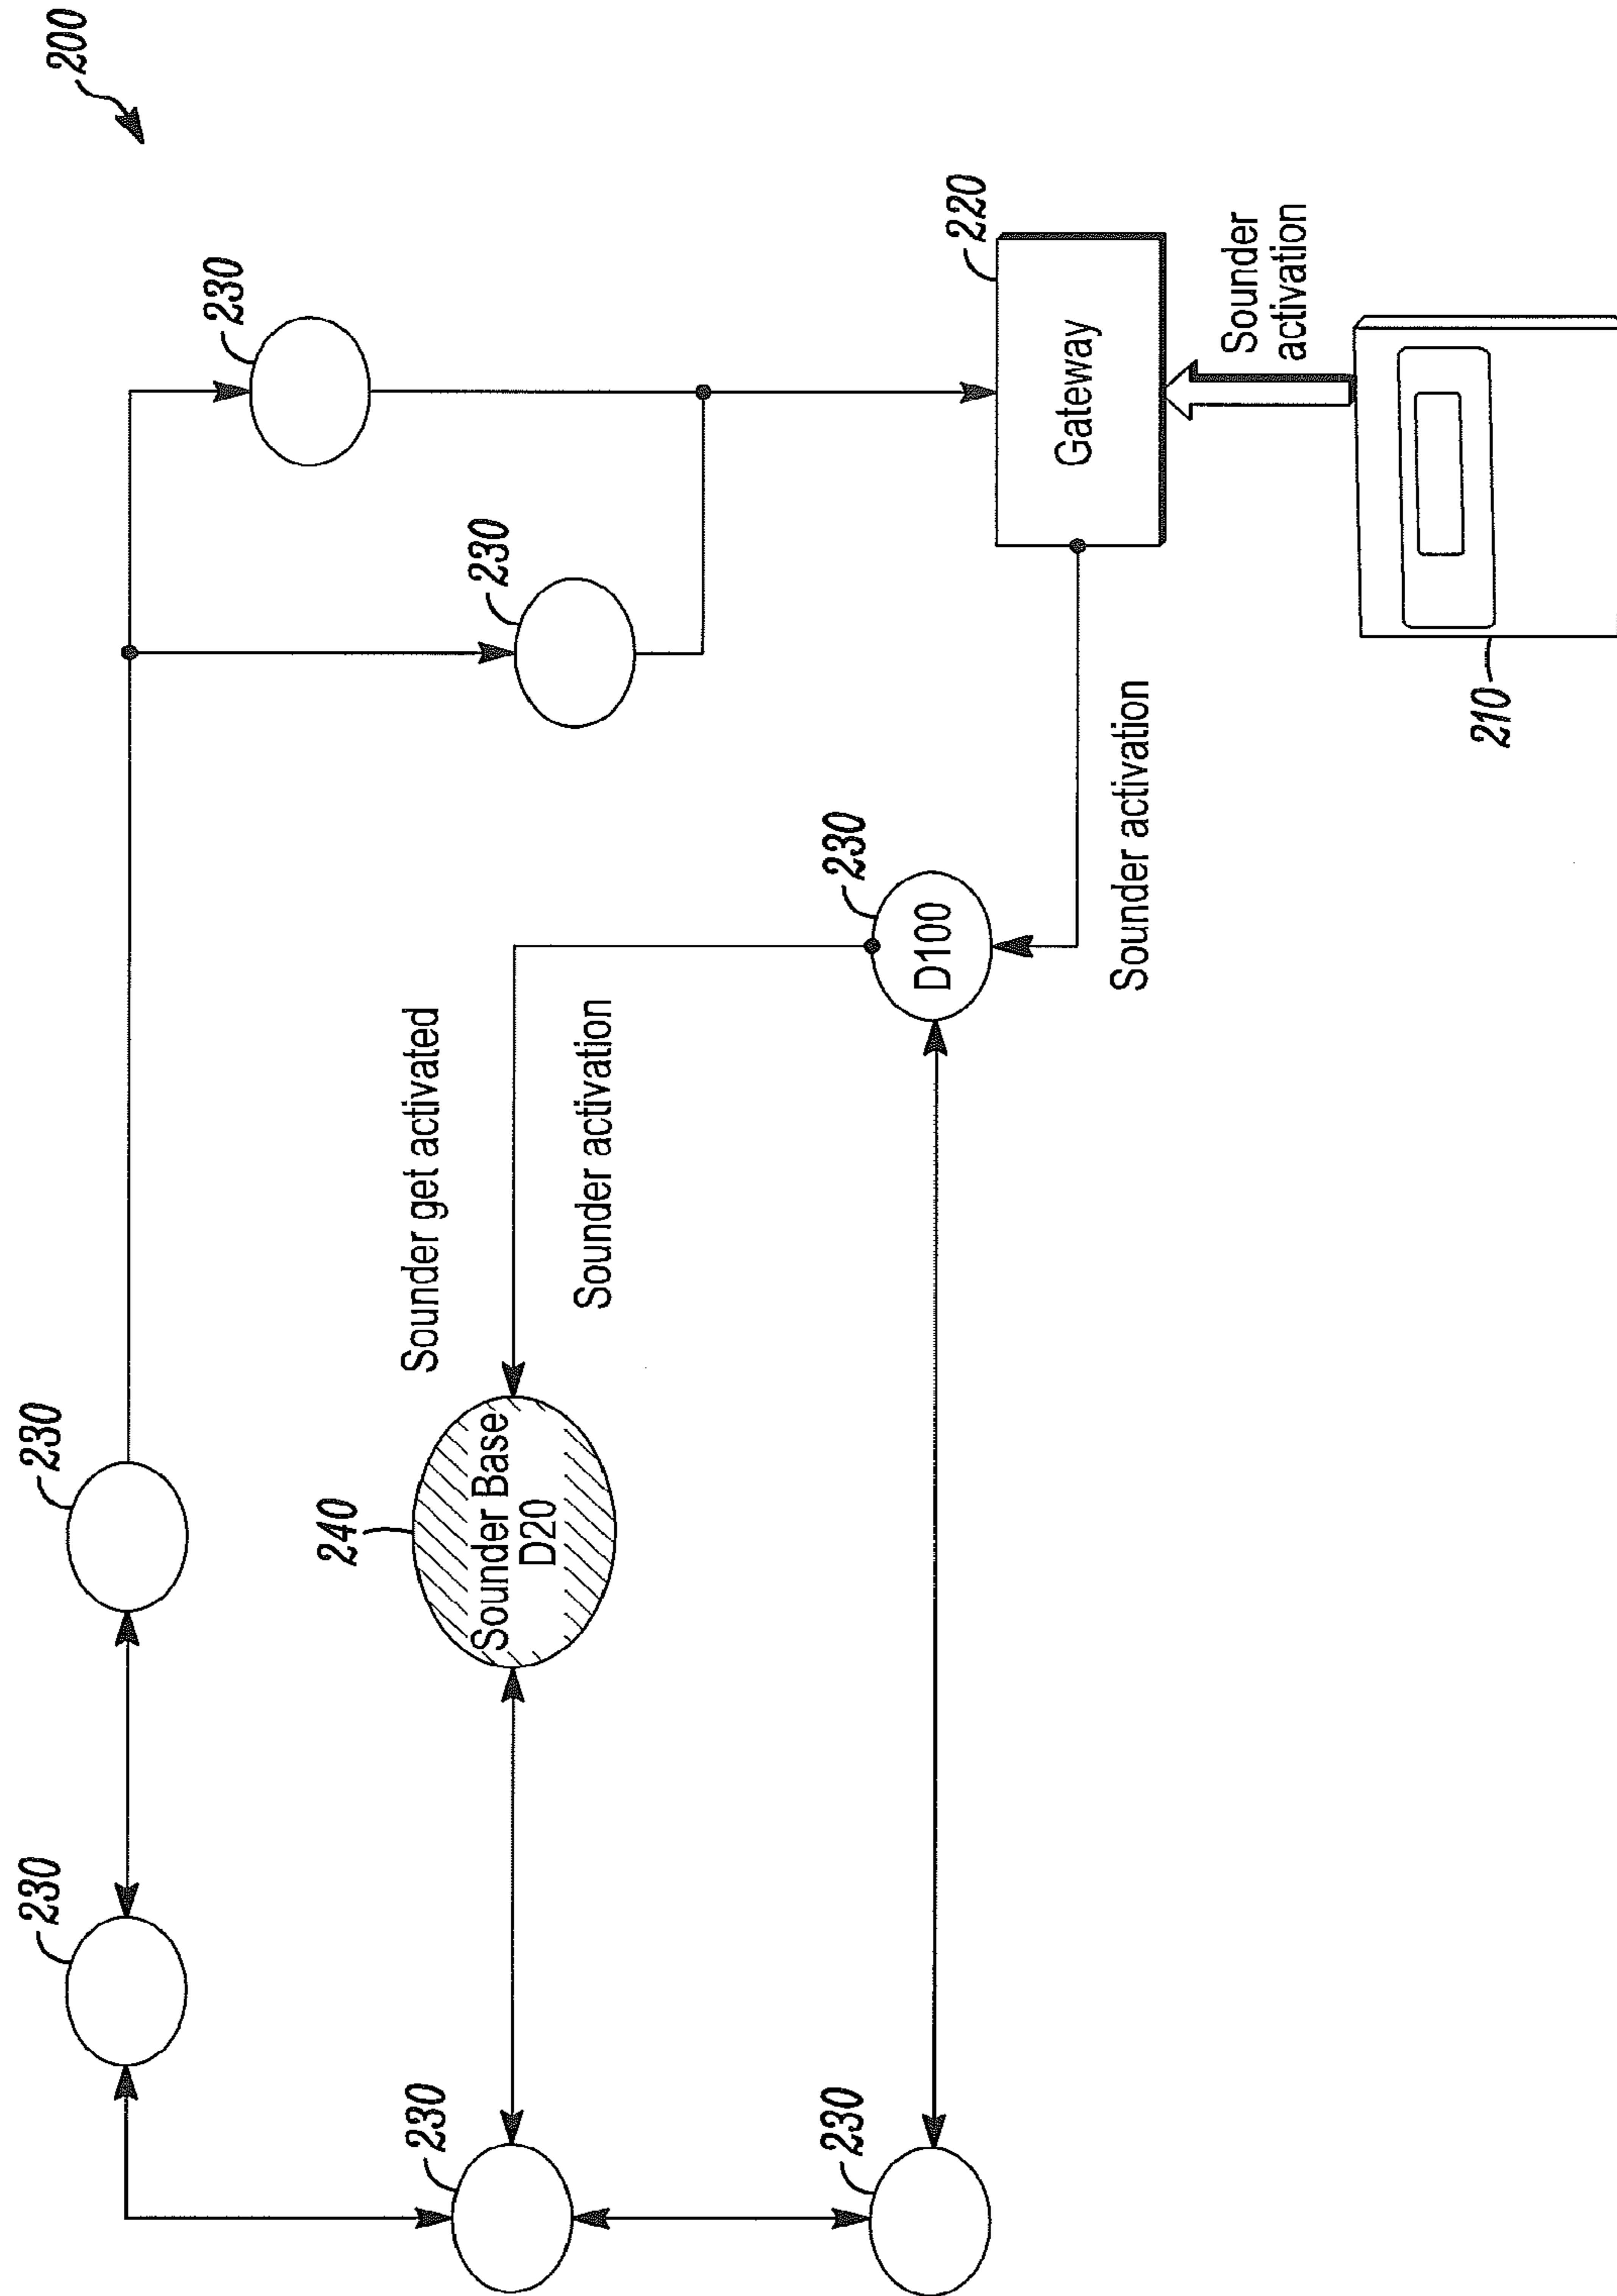 230
230
200
230
240
230
Sounder get activated
230
Sounder Base
D20
Sounder activation
230
230
D100
220
Gateway
Sounder activation
Sounder
activation
210